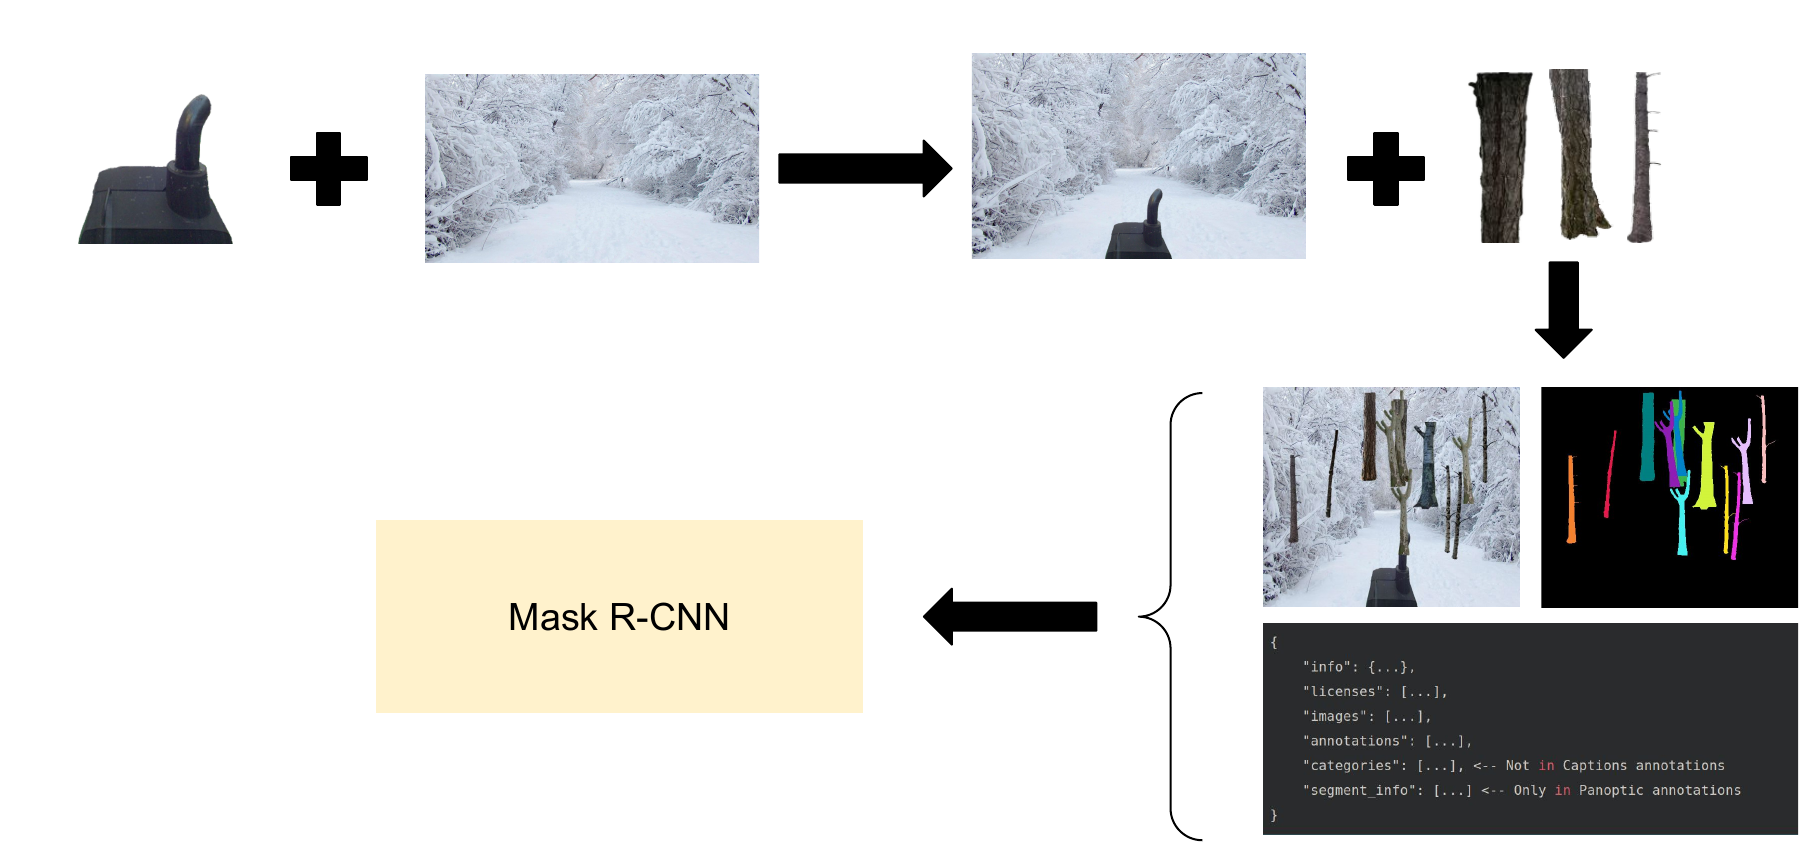 Mask R-CNN
{
    "info": {...},
    "licenses": [...],
    "images": [...],
    "annotations": [...],
    "categories": [...], <-- Not in Captions annotations
    "segment_info": [...] <-- Only in Panoptic annotations
}